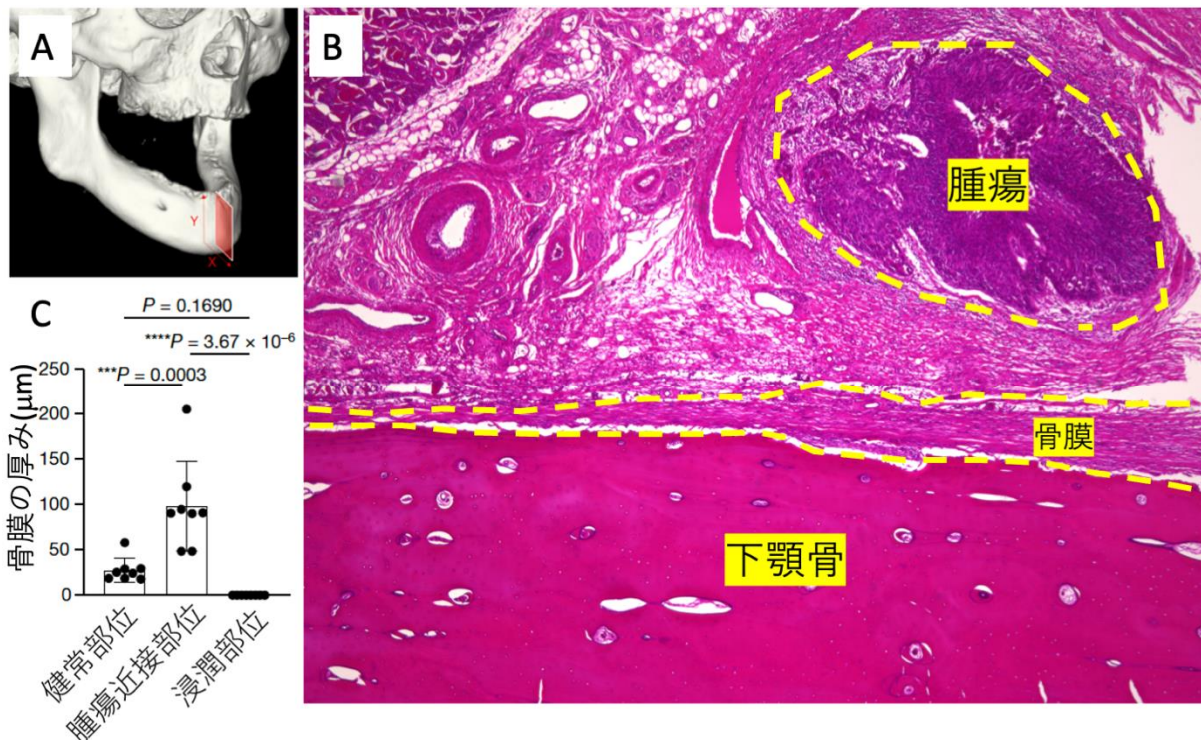 A
Y
X
B
腫瘍
骨膜
下顎骨
C
P = 0.1690
****P = 3.67 × 10⁻⁶
***P = 0.0003
骨膜の厚み(μm)
250
200
150
100
50
0
健常部位
腫瘍近接部位
浸潤部位